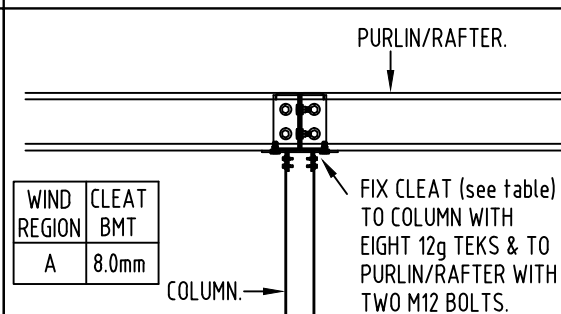 PURLIN/RAFTER.
WIND REGION
CLEAT BMT
A
8.0mm
FIX CLEAT (see table)
TO COLUMN WITH
EIGHT 12g TEKS & TO
PURLIN/RAFTER WITH
TWO M12 BOLTS.
COLUMN.